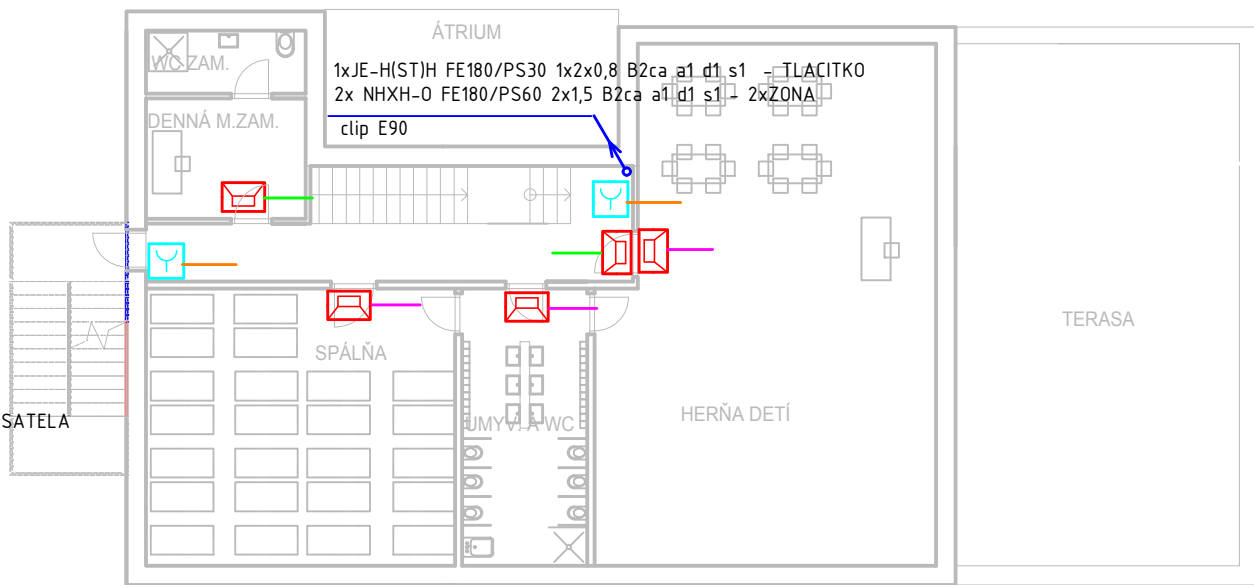 ÁTRIUM
WC ZAM.
1xJE-H(ST)H FE180/PS30 1x2x0,8 B2ca a1 d1 s1 - TLACITKO
2x NHXH-O FE180/PS60 2x1,5 B2ca a1 d1 s1 - 2xZONA
clip E90
DENNÁ M.ZAM.
TERASA
SPÁLŇA
HERŇA DETÍ
SATELA
UMYV. A WC